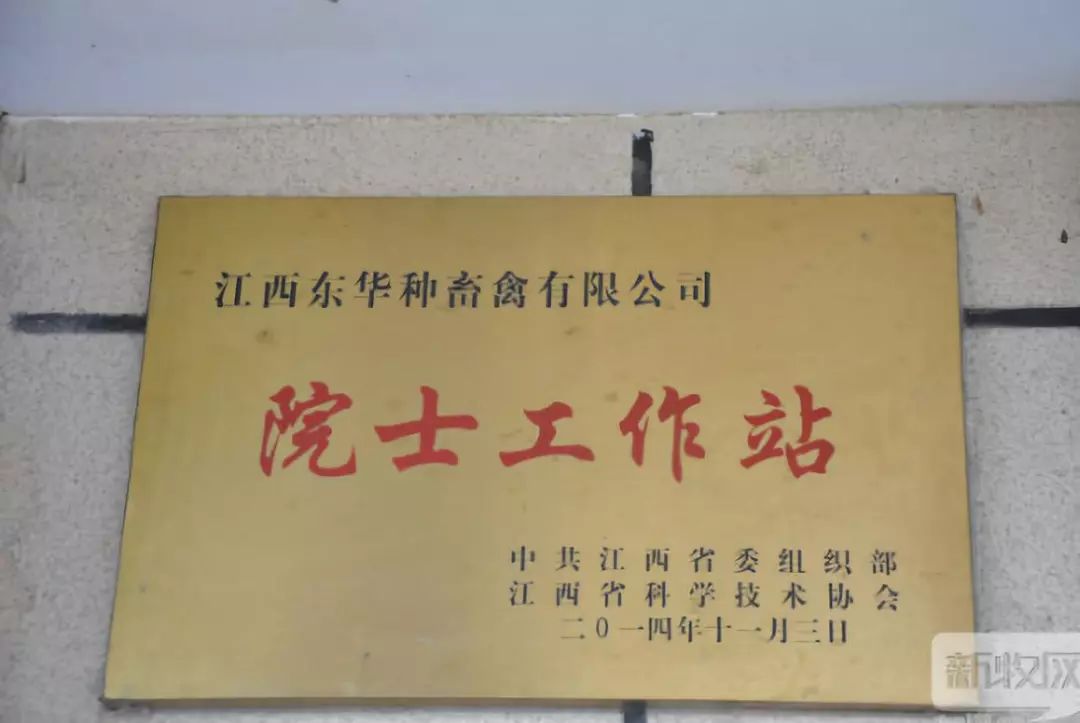 江西东华种畜禽有限公司
院士工作站
中共江西省委组织部
江西省科学技术协会
二0一四年十一月三日
新牧网